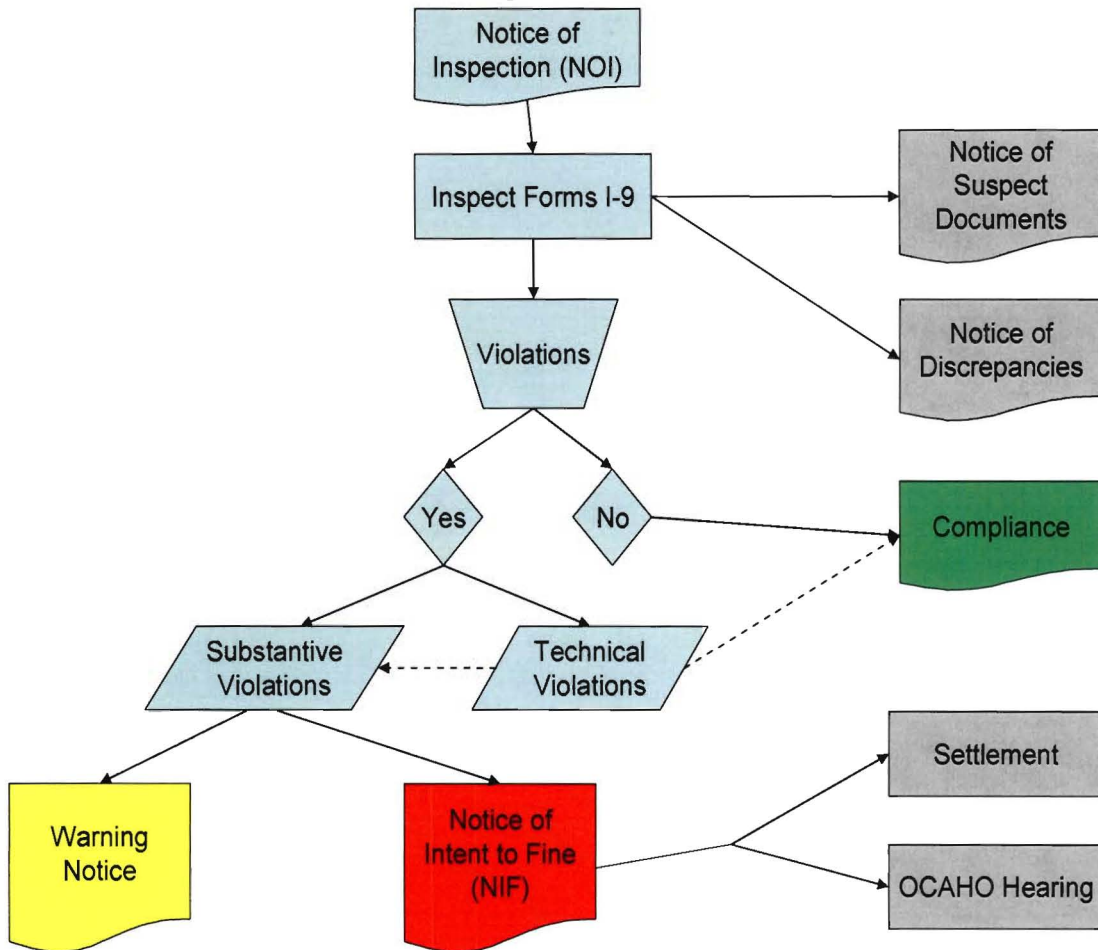 Notice of
Inspection (NOI)
Inspect Forms I-9
Notice of
Suspect
Documents
Violations
Notice of
Discrepancies
Yes
No
Compliance
Substantive
Violations
Technical
Violations
Settlement
Warning
Notice
Notice of
Intent to Fine
(NIF)
OCAHO Hearing